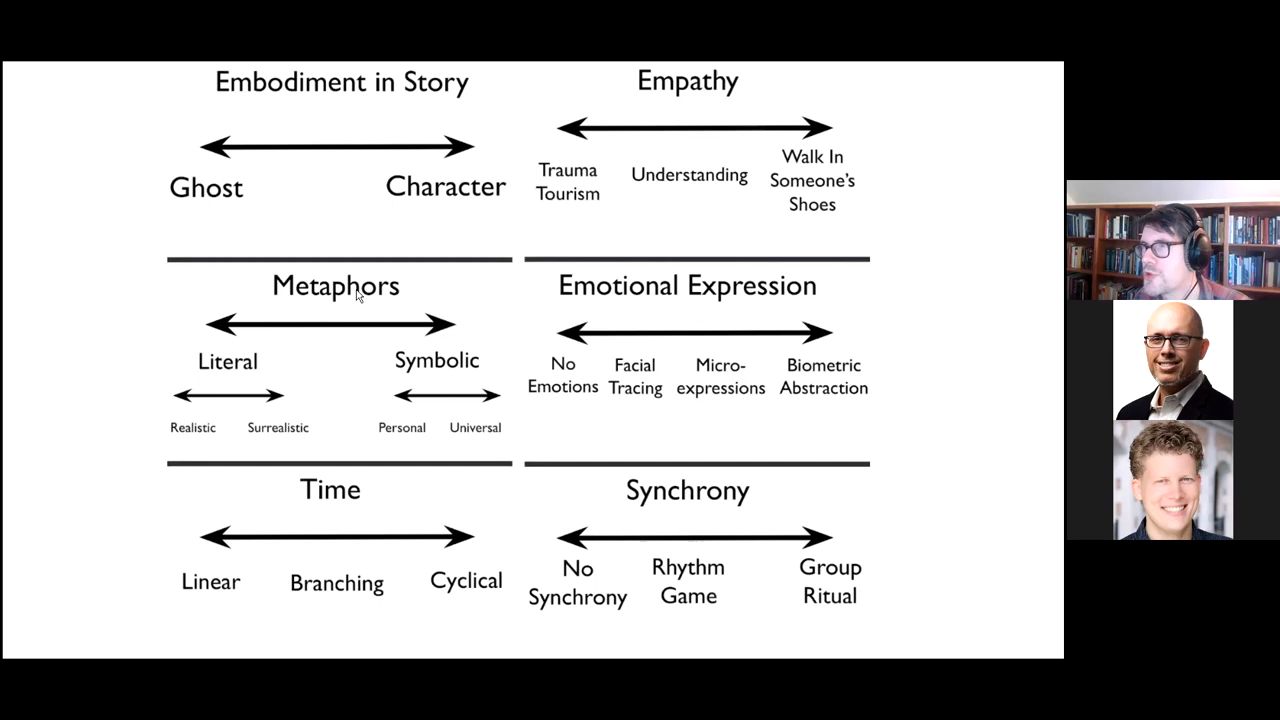 Embodiment in Story
Ghost
Character
Empathy
Trauma
Tourism
Understanding
Walk In
Someone's
Shoes
Metaphors
Literal
Symbolic
Realistic
Surrealistic
Personal
Universal
Emotional Expression
No
Emotions
Facial
Tracing
Micro-
expressions
Biometric
Abstraction
Time
Linear
Branching
Cyclical
Synchrony
No
Synchrony
Rhythm
Game
Group
Ritual